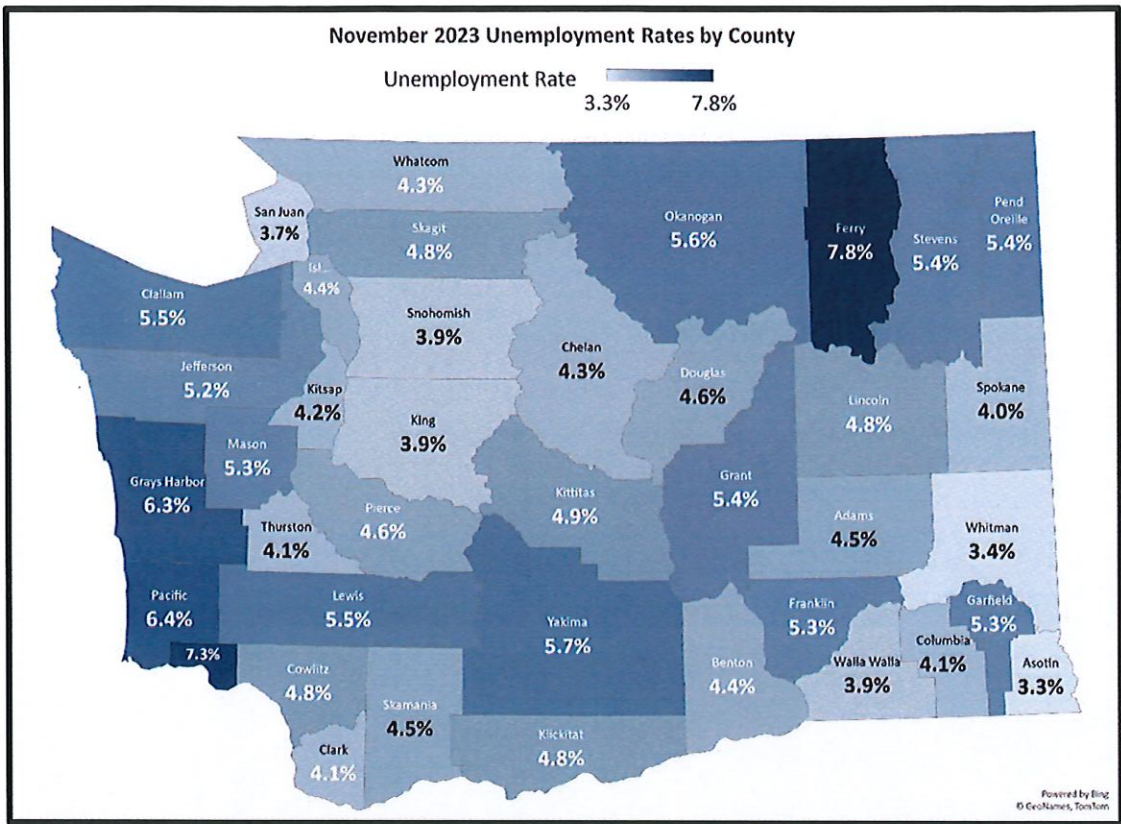 November 2023 Unemployment Rates by County
Unemployment Rate
3.3% 7.8%
Whatcom
4.3%
San Juan
3.7%
Skagit
4.8%
Isl...
4.4%
Okanogan
5.6%
Ferry
7.8%
Stevens
5.4%
Pend
Oreille
5.4%
Clallam
5.5%
Snohomish
3.9%
Chelan
4.3%
Douglas
4.6%
Jefferson
5.2%
Kitsap
4.2%
King
3.9%
Lincoln
4.8%
Spokane
4.0%
Mason
5.3%
Grays Harbor
6.3%
Thurston
4.1%
Pierce
4.6%
Kittitas
4.9%
Grant
5.4%
Adams
4.5%
Whitman
3.4%
Pacific
6.4%
Lewis
5.5%
Yakima
5.7%
Franklin
5.3%
Garfield
5.3%
7.3%
Cowlitz
4.8%
Skamania
4.5%
Benton
4.4%
Walla Walla
3.9%
Columbia
4.1%
Asotin
3.3%
Clark
4.1%
Klickitat
4.8%
Powered by Bing
© GeoNames, TomTom